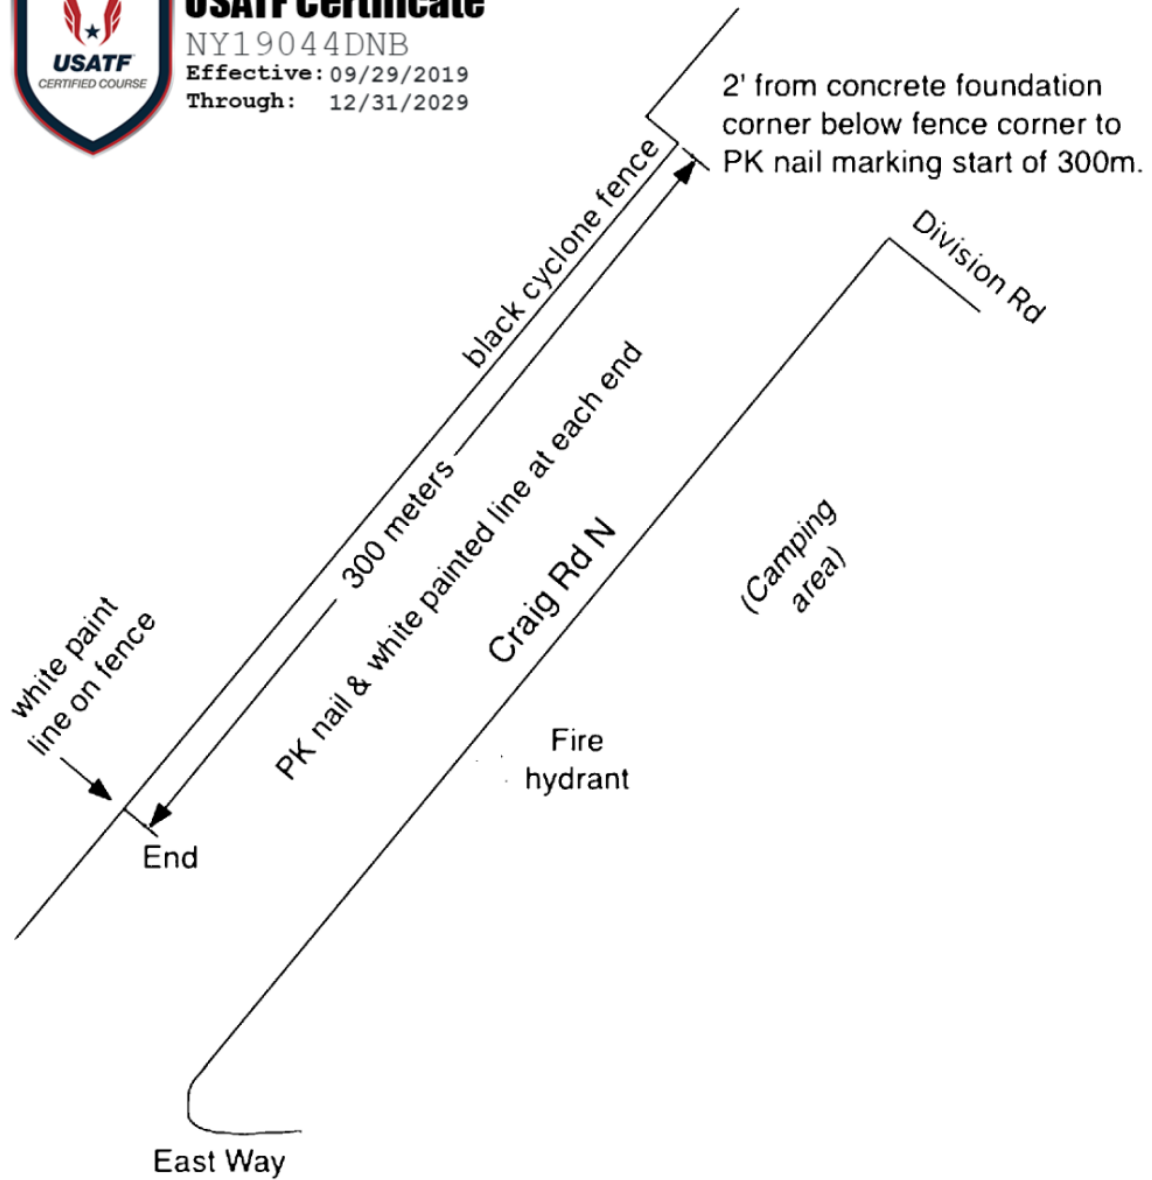 USATF Certificate
NY19044DNB
Effective: 09/29/2019
Through: 12/31/2029
USATF
CERTIFIED COURSE
2' from concrete foundation
corner below fence corner to
PK nail marking start of 300m.
black cyclone fence
Division Rd
300 meters
PK nail & white painted line at each end
Craig Rd N
(Camping
area)
white paint
line on fence
Fire
hydrant
End
East Way